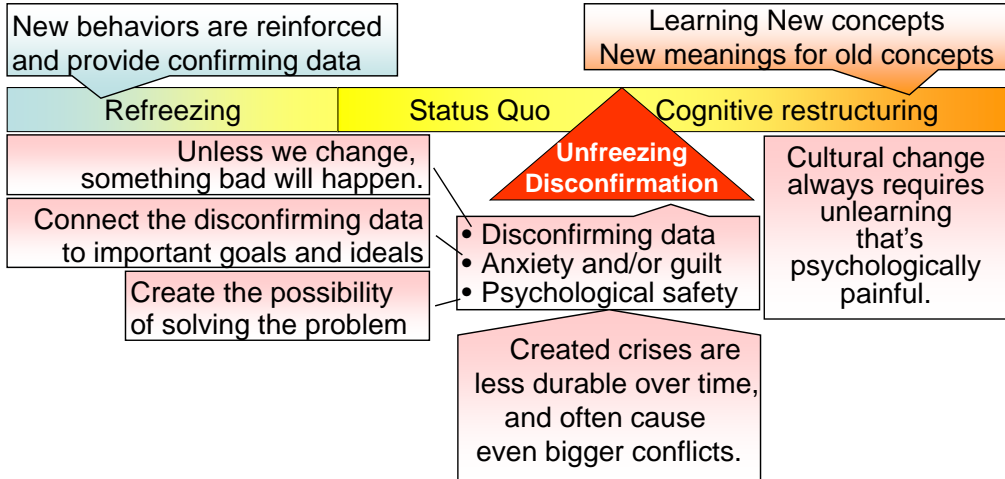 New behaviors are reinforced
and provide confirming data
Learning New concepts
New meanings for old concepts
Refreezing
Status Quo
Cognitive restructuring
Unfreezing
Disconfirmation
Unless we change,
something bad will happen.
Connect the disconfirming data
to important goals and ideals
Create the possibility
of solving the problem
• Disconfirming data
• Anxiety and/or guilt
• Psychological safety
Cultural change
always requires
unlearning
that's
psychologically
painful.
Created crises are
less durable over time,
and often cause
even bigger conflicts.